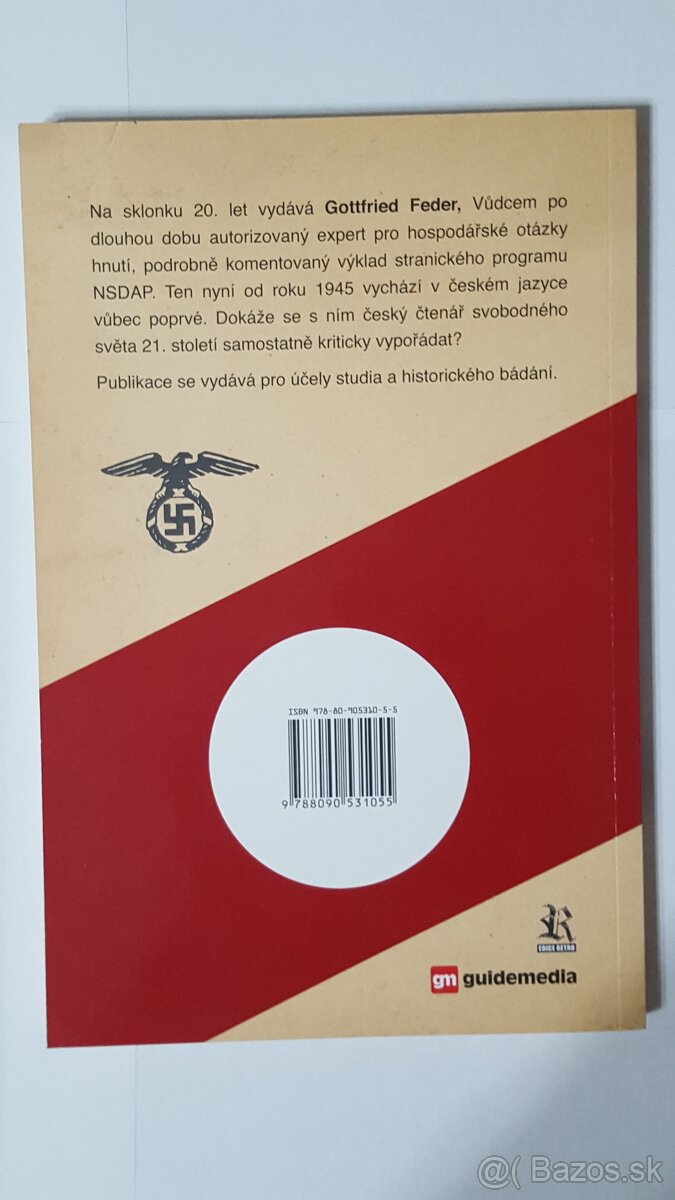 Na sklonku 20. let vydává Gottfried Feder, Vůdcem po
dlouhou dobu autorizovaný expert pro hospodářské otázky
hnutí, podrobně komentovaný výklad stranického programu
NSDAP. Ten nyní od roku 1945 vychází v českém jazyce
vůbec poprvé. Dokáže se s ním český čtenář svobodného
světa 21. století samostatně kriticky vypořádat?
Publikace se vydává pro účely studia a historického bádání.
ISBN 978-80-905310-5-5
9 788090 531055
R
EDICE RETRO
gm guidemedia
@( Bazos.sk